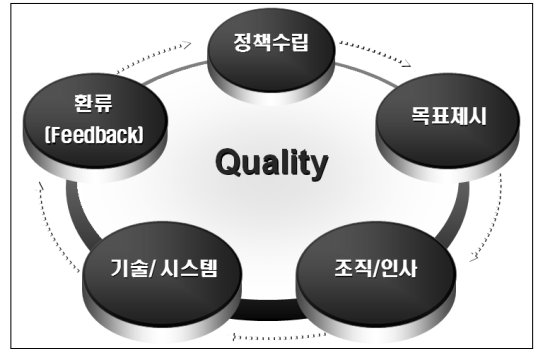 정책수립
환류
(Feedback)
목표제시
Quality
기술/ 시스템
조직/인사